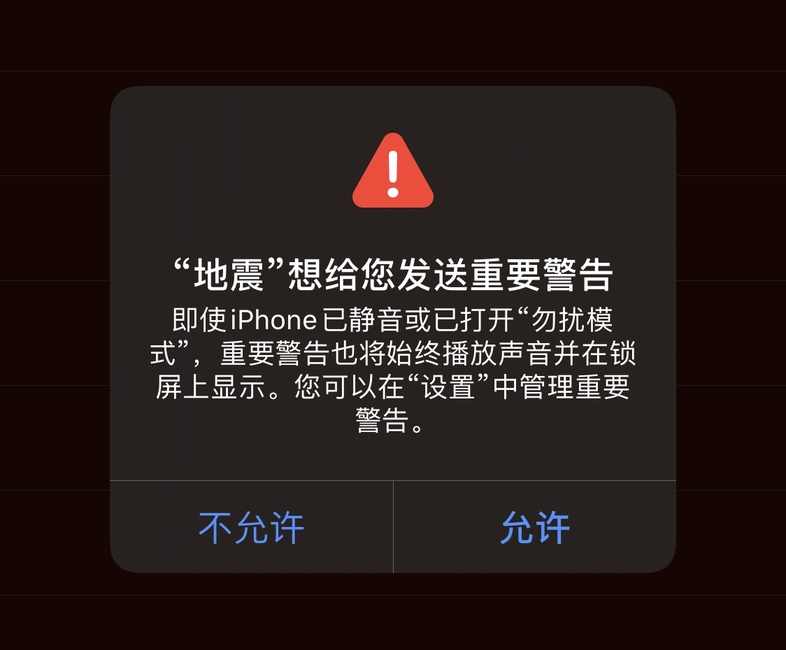 “地震”想给您发送重要警告
即使iPhone已静音或已打开“勿扰模
式”，重要警告也将始终播放声音并在锁
屏上显示。您可以在“设置”中管理重要
警告。
不允许
允许